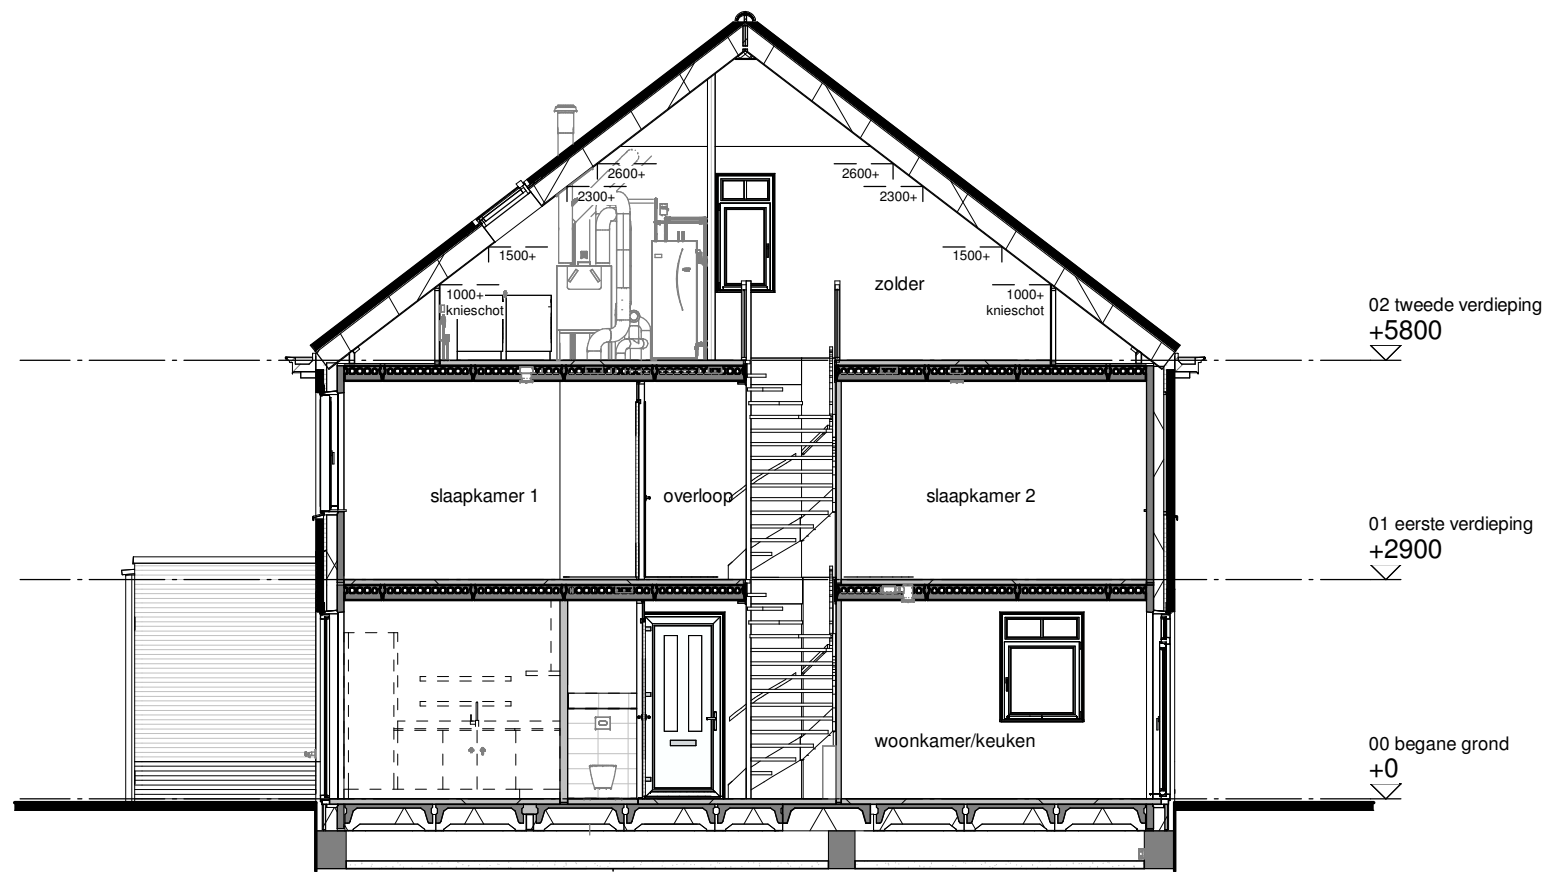 2600+
2600+
2300+
2300+
1500+
1500+
zolder
1000+
knieschot
1000+
knieschot
02 tweede verdieping
+5800
slaapkamer 1
overloop
slaapkamer 2
01 eerste verdieping
+2900
woonkamer/keuken
00 begane grond
+0